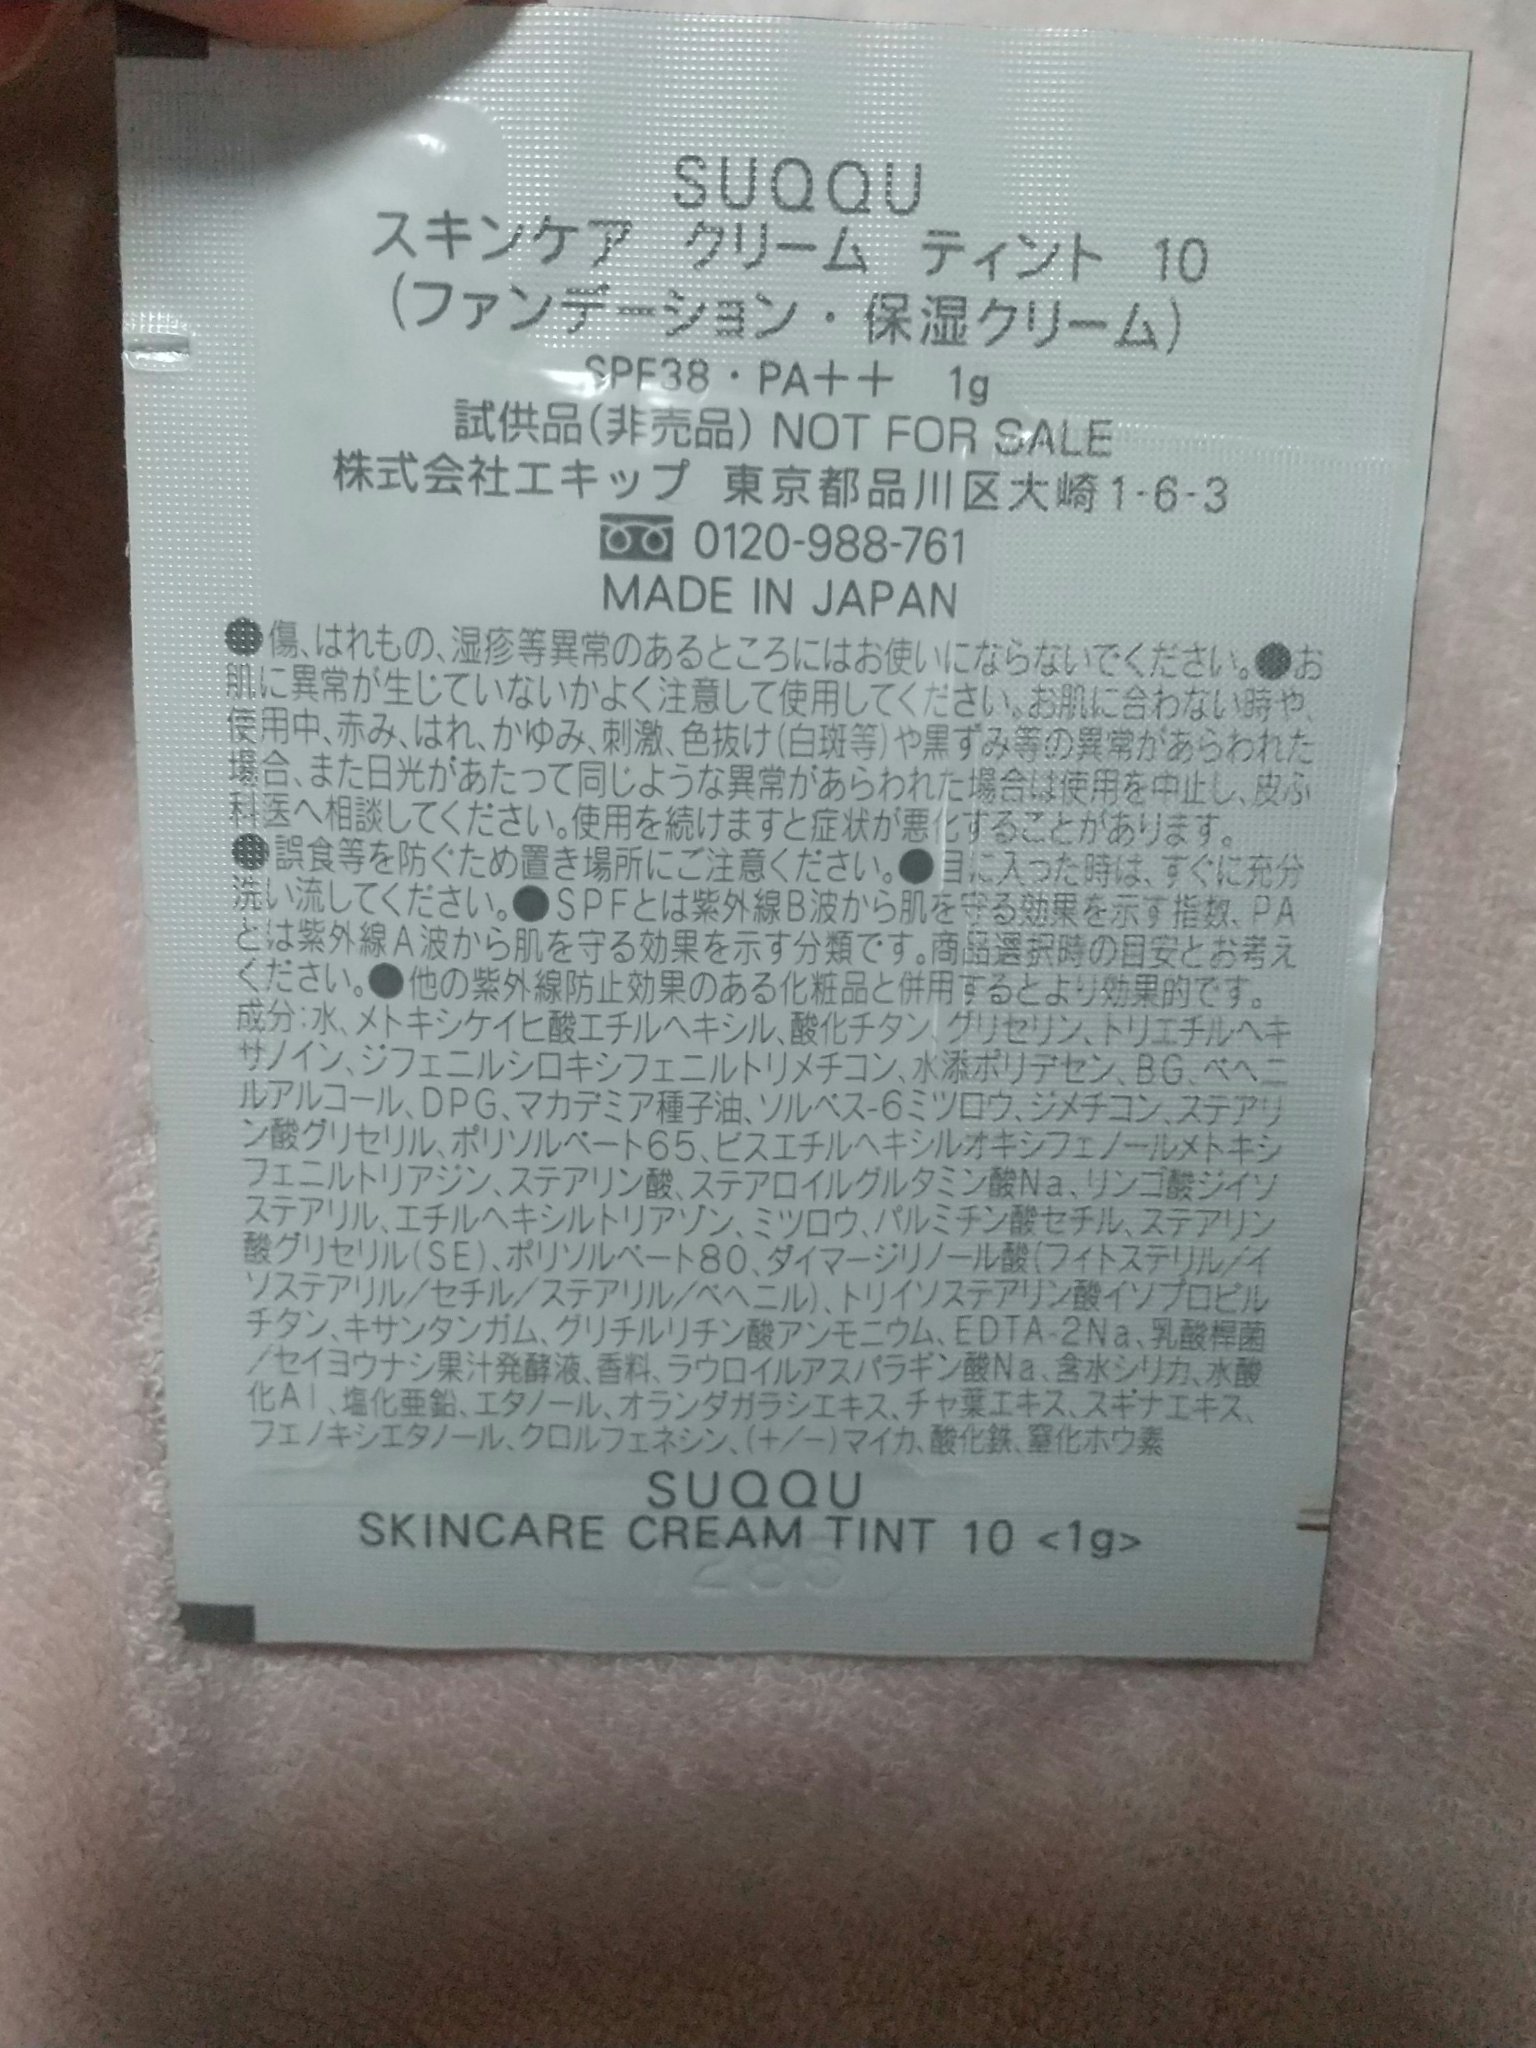 SUQQU
スキンケア クリーム ティント 10
(ファンデーション・保湿クリーム)
SPF38・PA++ 1g
試供品(非売品) NOT FOR SALE
株式会社エキップ 東京都品川区大崎1-6-3
0120-988-761
MADE IN JAPAN
●傷、はれもの、湿疹等異常のあるところにはお使いにならないでください。●お
肌に異常が生じていないかよく注意して使用してください。お肌に合わない時や、
使用中、赤み、はれ、かゆみ、刺激、色抜け(白斑等)や黒ずみ等の異常があらわれた
場合、また日光があたって同じような異常があらわれた場合は使用を中止し、皮ふ
科医へ相談してください。使用を続けますと症状が悪化することがあります。
●誤食等を防ぐため置き場所にご注意ください。●目に入った時は、すぐに充分
洗い流してください。●SPFとは紫外線B波から肌を守る効果を示す指数、PA
とは紫外線A波から肌を守る効果を示す分類です。商品選択時の目安とお考え
ください。●他の紫外線防止効果のある化粧品と併用するとより効果的です。
成分:水、メトキシケイヒ酸エチルヘキシル、酸化チタン、グリセリン、トリエチルヘキ
サノイン、ジフェニルシロキシフェニルトリメチコン、水添ポリデセン、BG、ベヘニ
ルアルコール、DPG、マカデミア種子油、ソルベス-6ミツロウ、ジメチコン、ステアリ
ン酸グリセリル、ポリソルベート65、ビスエチルヘキシルオキシフェノールメトキシ
フェニルトリアジン、ステアリン酸、ステアロイルグルタミン酸Na、リンゴ酸ジイソ
ステアリル、エチルヘキシルトリアゾン、ミツロウ、パルミチン酸セチル、ステアリン
酸グリセリル(SE)、ポリソルベート80、ダイマージリノール酸(フィトステリル/イ
ソステアリル/セチル/ステアリル/ベヘニル)、トリイソステアリン酸イソプロピル
チタン、キサンタンガム、グリチルリチン酸アンモニウム、EDTA-2Na、乳酸桿菌
/セイヨウナシ果汁発酵液、香料、ラウロイルアスパラギン酸Na、含水シリカ、水酸
化Al、塩化亜鉛、エタノール、オランダガラシエキス、チャ葉エキス、スギナエキス、
フェノキシエタノール、クロルフェネシン、(+/-)マイカ、酸化鉄、窒化ホウ素
SUQQU
SKINCARE CREAM TINT 10 <1g>